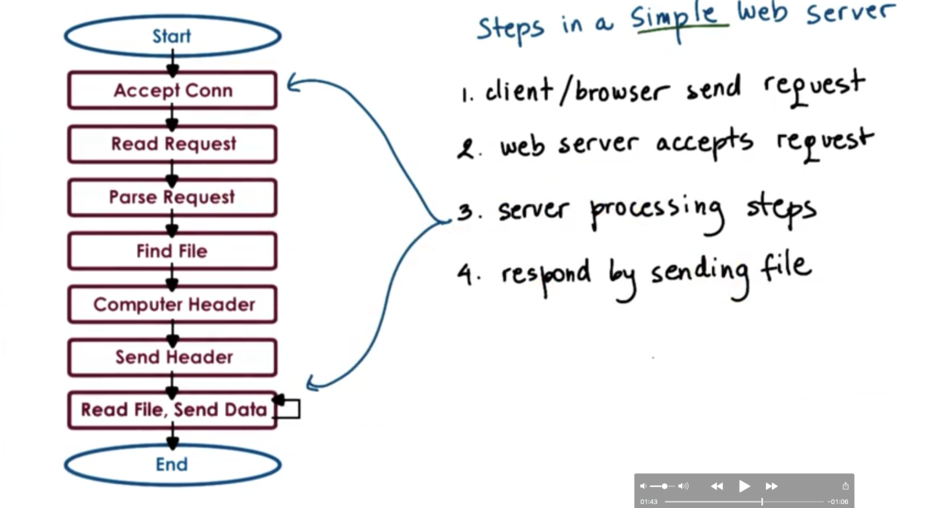 Start
Accept Conn
Read Request
Parse Request
Find File
Computer Header
Send Header
Read File, Send Data
End
Steps in a Simple Web Server
1. client/browser send request
2. web server accepts request
3. server processing steps
4. respond by sending file
01:43
-01:06